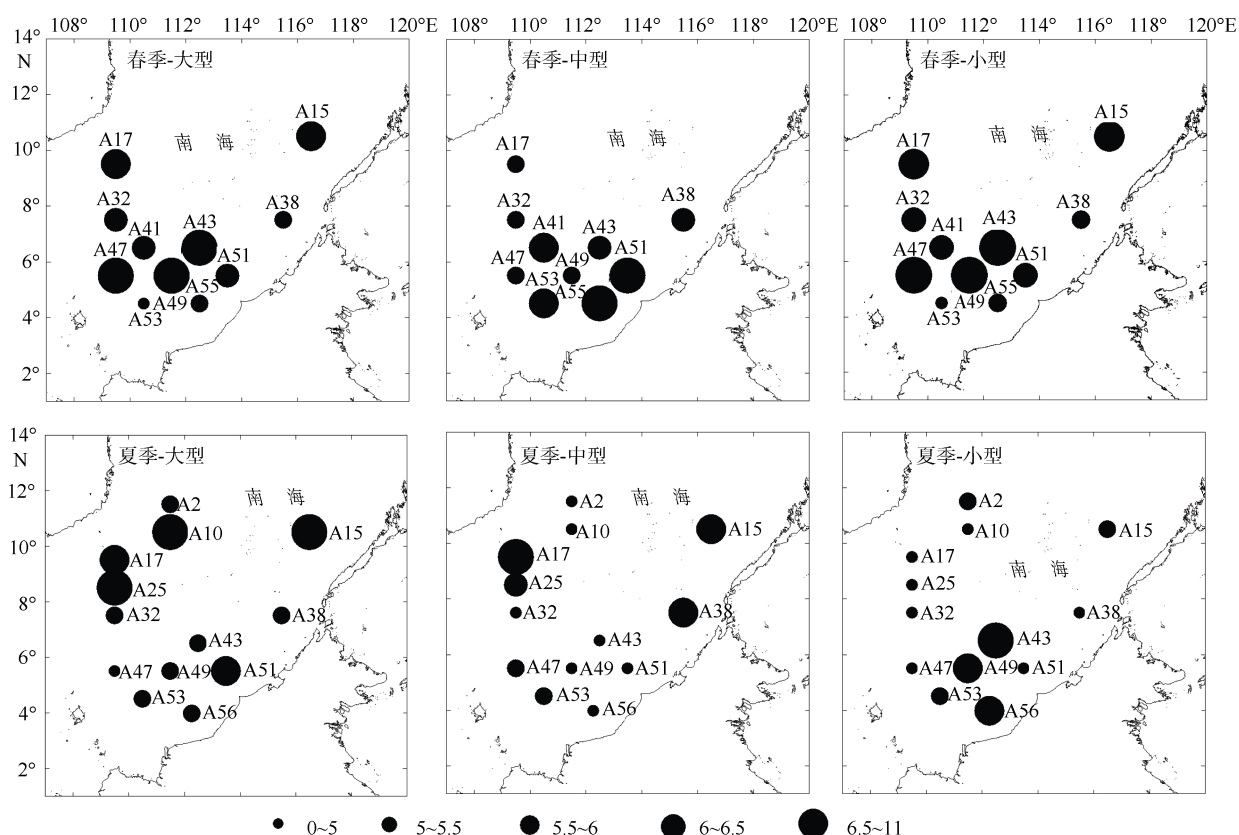 108° 110° 112° 114° 116° 118° 120°E 108° 110° 112° 114° 116° 118° 120°E 108° 110° 112° 114° 116° 118° 120°E
14°
N
12°
10°
8°
6°
4°
2°
春季-大型
南 海
A15
A17
A32
A38
A41
A43
A47
A51
A55
A49
A53
春季-中型
南 海
A17
A32
A38
A41
A43
A47
A49
A51
A53
A55
春季-小型
南 海
A15
A17
A32
A38
A41
A43
A47
A51
A55
A49
A53
14°
N
12°
10°
8°
6°
4°
2°
夏季-大型
南 海
A2
A10
A15
A17
A25
A32
A38
A43
A47
A49
A51
A53
A56
夏季-中型
南 海
A2
A10
A15
A17
A25
A32
A38
A43
A47
A49
A51
A53
A56
夏季-小型
A2
A10
A15
A17
南 海
A25
A32
A38
A43
A47
A49
A51
A53
A56
0~5 5~5.5 5.5~6 6~6.5 6.5~11